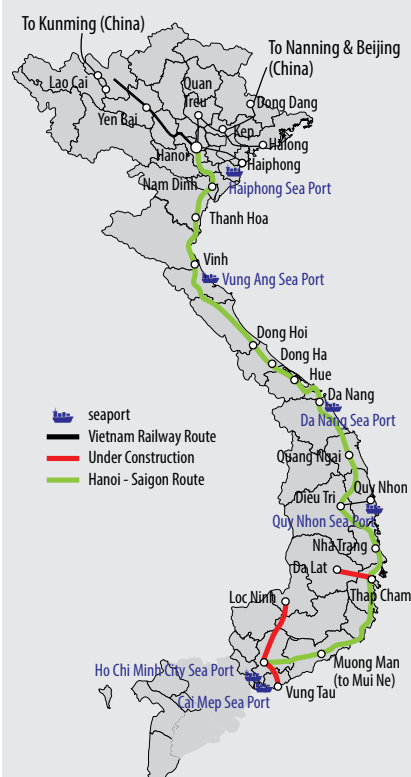 To Kunming (China)
To Nanning & Beijing
(China)
Lao Cai
Quan
Treu
Dong Dang
Yen Bai
Kep
Halong
Hanoi
Haiphong
Nam Dinh
Haiphong Sea Port
Thanh Hoa
Vinh
Vung Ang Sea Port
Dong Hoi
Dong Ha
Hue
Da Nang
Da Nang Sea Port
seaport
Vietnam Railway Route
Under Construction
Hanoi - Saigon Route
Quang Ngai
Quy Nhon
Dieu Tri
Quy Nhon Sea Port
Nha Trang
Da Lat
Thap Cham
Loc Ninh
Muong Man
(to Mui Ne)
Ho Chi Minh City Sea Port
Vung Tau
Cai Mep Sea Port